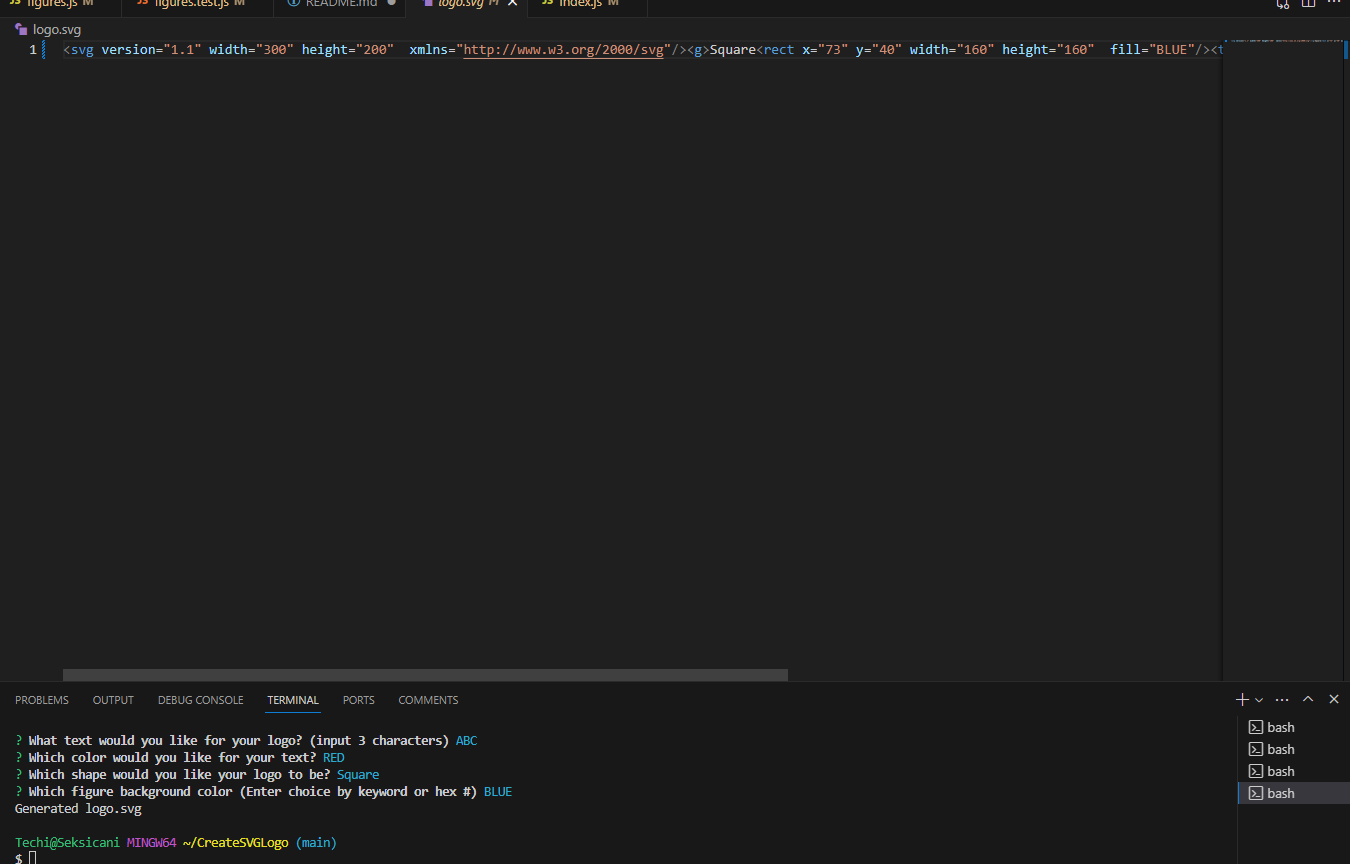 JS figures.js M JS figures.test.js M README.md logo.svg M JS index.js M
logo.svg
1 <svg version="1.1" width="300" height="200"  xmlns="http://www.w3.org/2000/svg"/><g>Square<rect x="73" y="40" width="160" height="160"  fill="BLUE"/><t
PROBLEMS OUTPUT DEBUG CONSOLE TERMINAL PORTS COMMENTS
? What text would you like for your logo? (input 3 characters) ABC
? Which color would you like for your text? RED
? Which shape would you like your logo to be? Square
? Which figure background color (Enter choice by keyword or hex #) BLUE
Generated logo.svg
Techi@Seksicani MINGW64 ~/CreateSVGLogo (main)
$
bash
bash
bash
bash